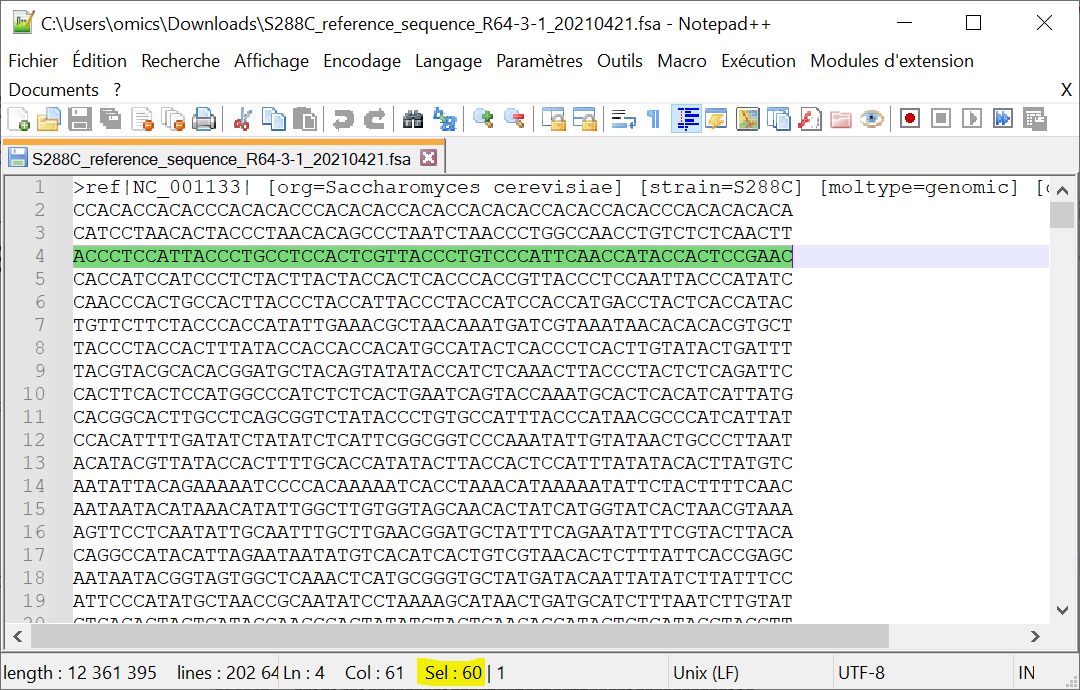 C:\Users\omics\Downloads\S288C_reference_sequence_R64-3-1_20210421.fsa - Notepad++
Fichier Édition Recherche Affichage Encodage Langage Paramètres Outils Macro Exécution Modules d'extension
Documents ? X
S288C_reference_sequence_R64-3-1_20210421.fsa
1 >ref|NC_001133| [org=Saccharomyces cerevisiae] [strain=S288C] [moltype=genomic] [c
2 CCACACCACACCCACACACCCACACACCACACCACACACCACACCACACCCACACACACA
3 CATCCTAACACTACCCTAACACAGCCCTAATCTAACCCTGGCCAACCTGTCTCTCAACTT
4 ACCCTCCATTACCCTGCCTCCACTCGTTACCCTGTCCCATTCAACCATACCACTCCGAAC
5 CACCATCCATCCCTCTACTTACTACCACTCACCCACCGTTACCCTCCAATTACCCATATC
6 CAACCCACTGCCACTTACCCTACCATTACCCTACCATCCACCATGACCTACTCACCATAC
7 TGTTCTTCTACCCACCATATTGAAACGCTAACAAATGATCGTAAATAACACACACGTGCT
8 TACCCTACCACTTTATACCACCACCACATGCCATACTCACCCTCACTTGTATACTGATTT
9 TACGTACGCACACGGATGCTACAGTATATACCATCTCAAACTTACCCTACTCTCAGATTC
10 CACTTCACTCCATGGCCCATCTCTCACTGAATCAGTACCAAATGCACTCACATCATTATG
11 CACGGCACTTGCCTCAGCGGTCTATACCCTGTGCCATTTACCCATAACGCCCATCATTAT
12 CCACATTTTGATATCTATATCTCATTCGGCGGTCCCAAATATTGTATAACTGCCCTTAAT
13 ACATACGTTATACCACTTTTGCACCATATACTTACCACTCCATTTATATACACTTATGTC
14 AATATTACAGAAAAATCCCCACAAAAATCACCTAAACATAAAAATATTCTACTTTTCAAC
15 AATAATACATAAACATATTGGCTTGTGGTAGCAACACTATCATGGTATCACTAACGTAAA
16 AGTTCCTCAATATTGCAATTTGCTTGAACGGATGCTATTTCAGAATATTTCGTACTTACA
17 CAGGCCATACATTAGAATAATATGTCACATCACTGTCGTAACACTCTTTATTCACCGAGC
18 AATAATACGGTAGTGGCTCAAACTCATGCGGGTGCTATGATACAATTATATCTTATTTCC
19 ATTCCCATATGCTAACCGCAATATCCTAAAAGCATAACTGATGCATCTTTAATCTTGTAT
length : 12 361 395 lines : 202 64 Ln : 4 Col : 61 Sel : 60 | 1 Unix (LF) UTF-8 IN